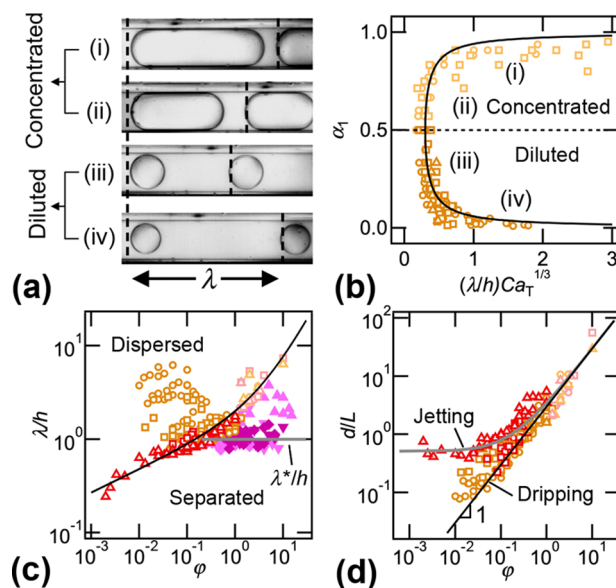 (a)
Concentrated
Diluted
(i)
(ii)
(iii)
(iv)
λ
(b)
α₁
1.0
0.5
0.0
(i)
(ii)
Concentrated
Diluted
(iii)
(iv)
0 1 2 3
(λ/h)Ca_T^1/3
(c)
λ/h
10¹
10⁰
10⁻¹
Dispersed
Separated
λ*/h
10⁻³ 10⁻² 10⁻¹ 10⁰ 10¹
φ
(d)
d/L
10²
10¹
10⁰
10⁻¹
Jetting
Dripping
1
10⁻³ 10⁻² 10⁻¹ 10⁰ 10¹
φ